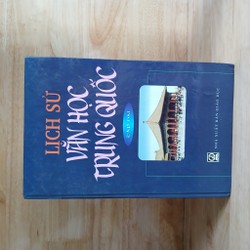 LỊCH SỬ
VĂN HỌC
TRUNG QUỐC